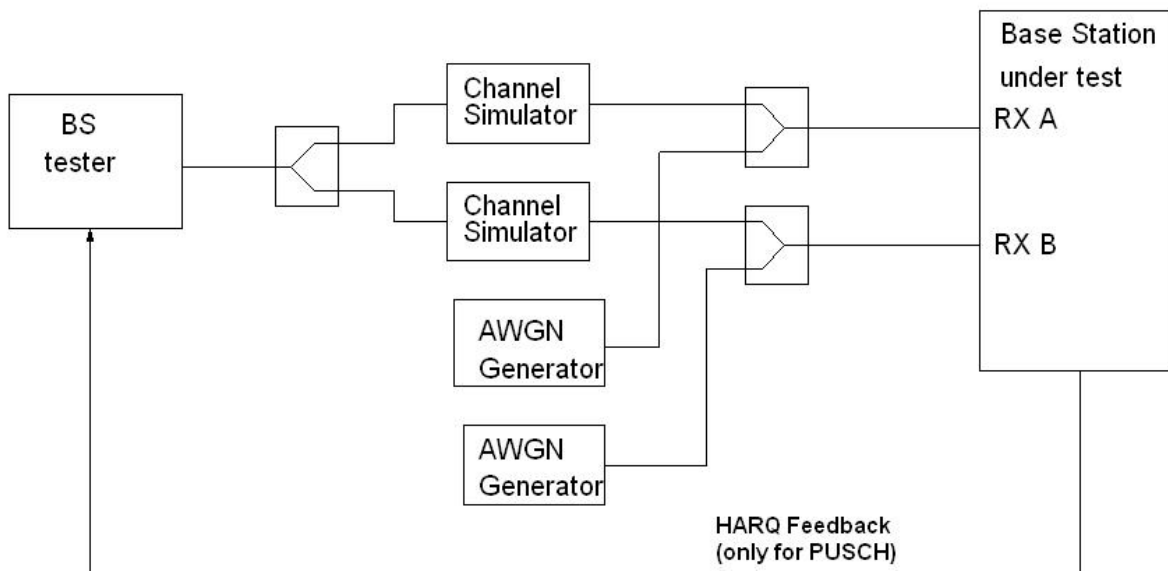 BS
tester
Channel
Simulator
Channel
Simulator
AWGN
Generator
AWGN
Generator
Base Station
under test
RX A
RX B
HARQ Feedback
(only for PUSCH)